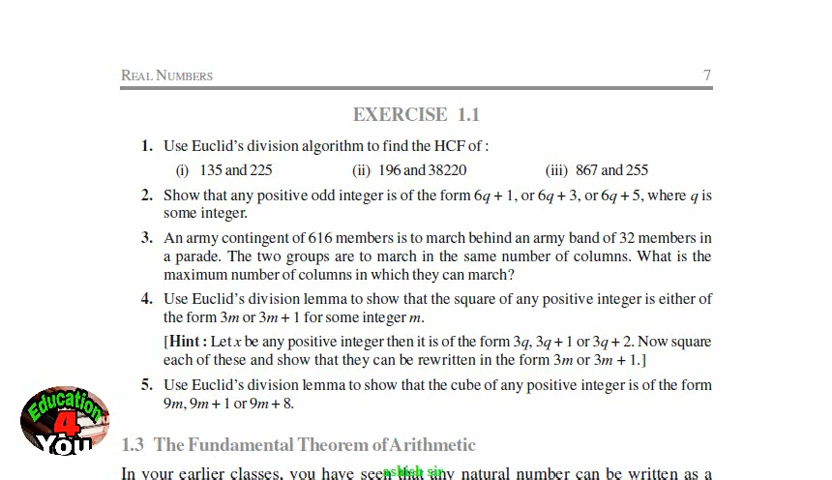 REAL NUMBERS 7
EXERCISE 1.1
1. Use Euclid's division algorithm to find the HCF of :
(i) 135 and 225 (ii) 196 and 38220 (iii) 867 and 255
2. Show that any positive odd integer is of the form 6q + 1, or 6q + 3, or 6q + 5, where q is
some integer.
3. An army contingent of 616 members is to march behind an army band of 32 members in
a parade. The two groups are to march in the same number of columns. What is the
maximum number of columns in which they can march?
4. Use Euclid's division lemma to show that the square of any positive integer is either of
the form 3m or 3m + 1 for some integer m.
[Hint : Let x be any positive integer then it is of the form 3q, 3q + 1 or 3q + 2. Now square
each of these and show that they can be rewritten in the form 3m or 3m + 1.]
5. Use Euclid's division lemma to show that the cube of any positive integer is of the form
9m, 9m + 1 or 9m + 8.
Education
4
You
1.3 The Fundamental Theorem of Arithmetic
In your earlier classes, you have seen that any natural number can be written as a
ashish sir